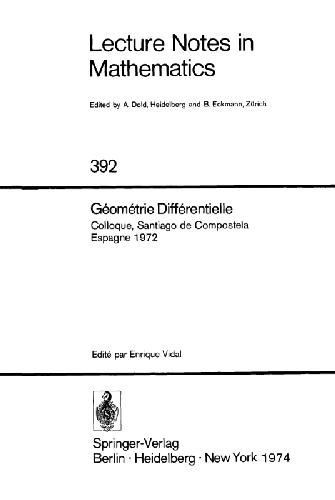 Lecture Notes in
Mathematics
Edited by A. Dold, Heidelberg and B. Eckmann, Zürich
392
Géométrie Différentielle
Colloque, Santiago de Compostela
Espagne 1972
Edité par Enrique Vidal
Springer-Verlag
Berlin · Heidelberg · New York 1974